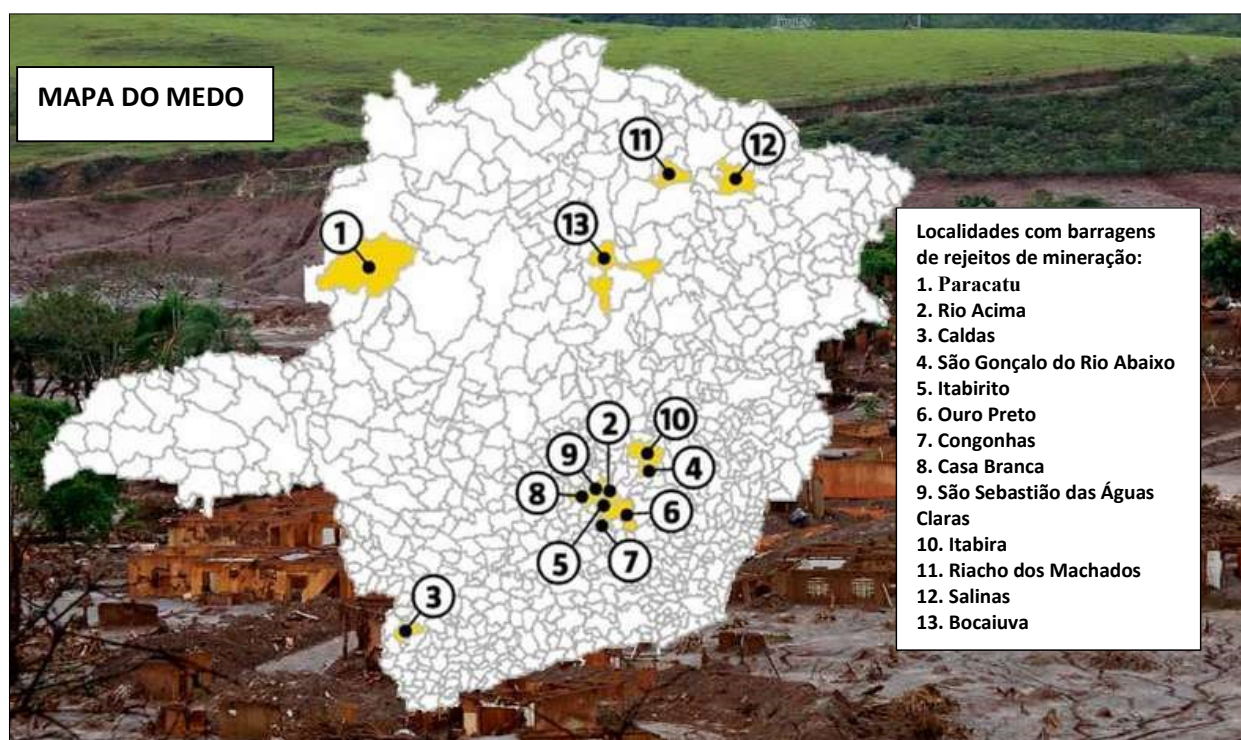 MAPA DO MEDO
11
12
13
1
Localidades com barragens
de rejeitos de mineração:
1. Paracatu
2. Rio Acima
3. Caldas
4. São Gonçalo do Rio Abaixo
5. Itabirito
6. Ouro Preto
7. Congonhas
8. Casa Branca
9. São Sebastião das Águas
Claras
10. Itabira
11. Riacho dos Machados
12. Salinas
13. Bocaiuva
2
10
9
4
8
6
5
7
3